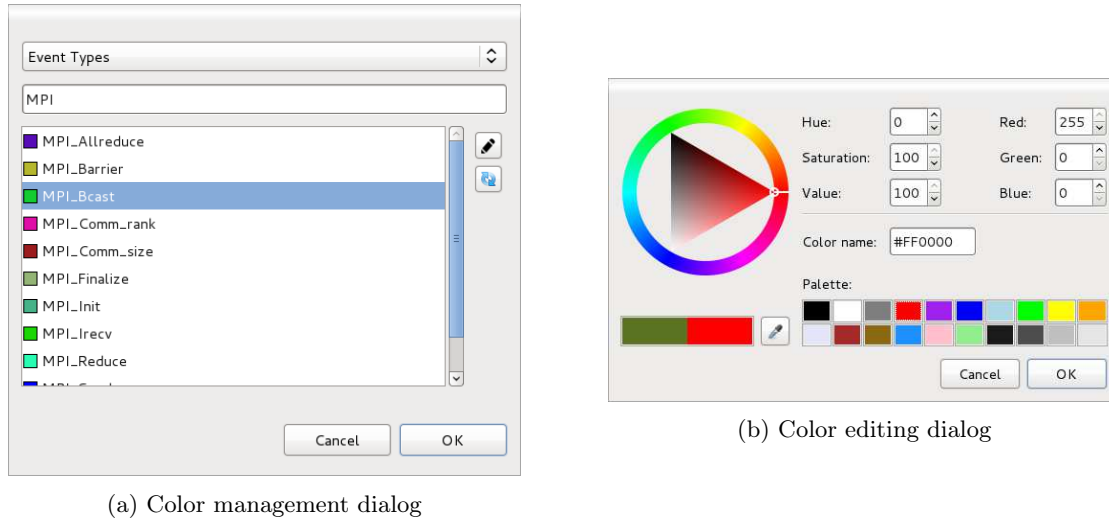 Event Types
MPI
MPI_Allreduce
MPI_Barrier
MPI_Bcast
MPI_Comm_rank
MPI_Comm_size
MPI_Finalize
MPI_Init
MPI_Irecv
MPI_Reduce
Cancel OK
(a) Color management dialog
Hue: 0 Red: 255
Saturation: 100 Green: 0
Value: 100 Blue: 0
Color name: #FF0000
Palette:
Cancel OK
(b) Color editing dialog